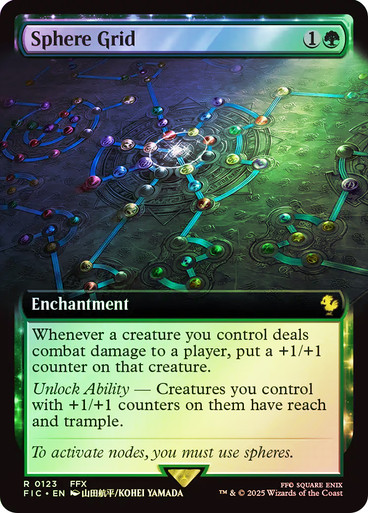 Sphere Grid 1
Enchantment
Whenever a creature you control deals
combat damage to a player, put a +1/+1
counter on that creature.
Unlock Ability — Creatures you control
with +1/+1 counters on them have reach
and trample.
To activate nodes, you must use spheres.
R 0123 FFX
FIC • EN 山田航平/KOHEI YAMADA
FF© SQUARE ENIX
™ & © 2025 Wizards of the Coast